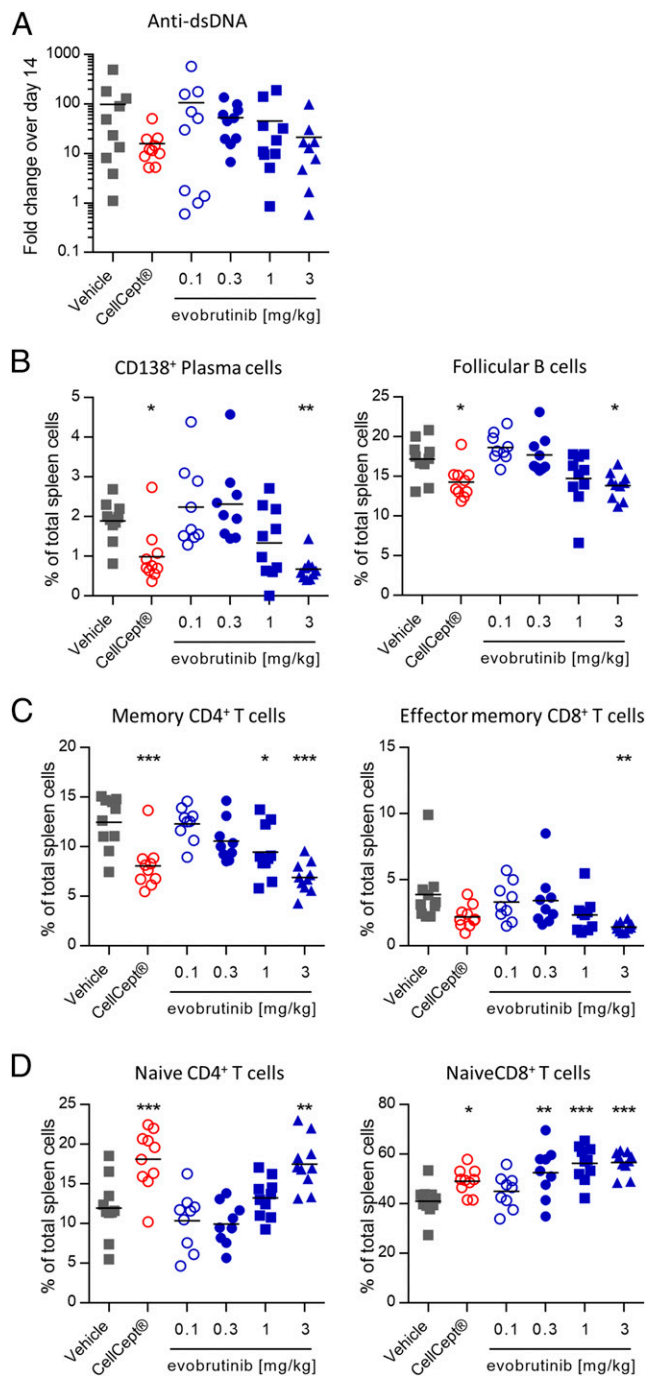 A
Anti-dsDNA
Fold change over day 14
1000
100
10
1
0.1
Vehicle
CellCept®
0.1 0.3 1 3
evobrutinib [mg/kg]
B
CD138⁺ Plasma cells
% of total spleen cells
5
4
3
2
1
0
* **
Vehicle
CellCept®
0.1 0.3 1 3
evobrutinib [mg/kg]
Follicular B cells
% of total spleen cells
25
20
15
10
5
0
* *
Vehicle
CellCept®
0.1 0.3 1 3
evobrutinib [mg/kg]
C
Memory CD4⁺ T cells
% of total spleen cells
20
15
10
5
0
*** * ***
Vehicle
CellCept®
0.1 0.3 1 3
evobrutinib [mg/kg]
Effector memory CD8⁺ T cells
% of total spleen cells
15
10
5
0
**
Vehicle
CellCept®
0.1 0.3 1 3
evobrutinib [mg/kg]
D
Naive CD4⁺ T cells
% of total spleen cells
25
20
15
10
5
0
*** **
Vehicle
CellCept®
0.1 0.3 1 3
evobrutinib [mg/kg]
NaiveCD8⁺ T cells
% of total spleen cells
80
60
40
20
0
* ** *** ***
Vehicle
CellCept®
0.1 0.3 1 3
evobrutinib [mg/kg]